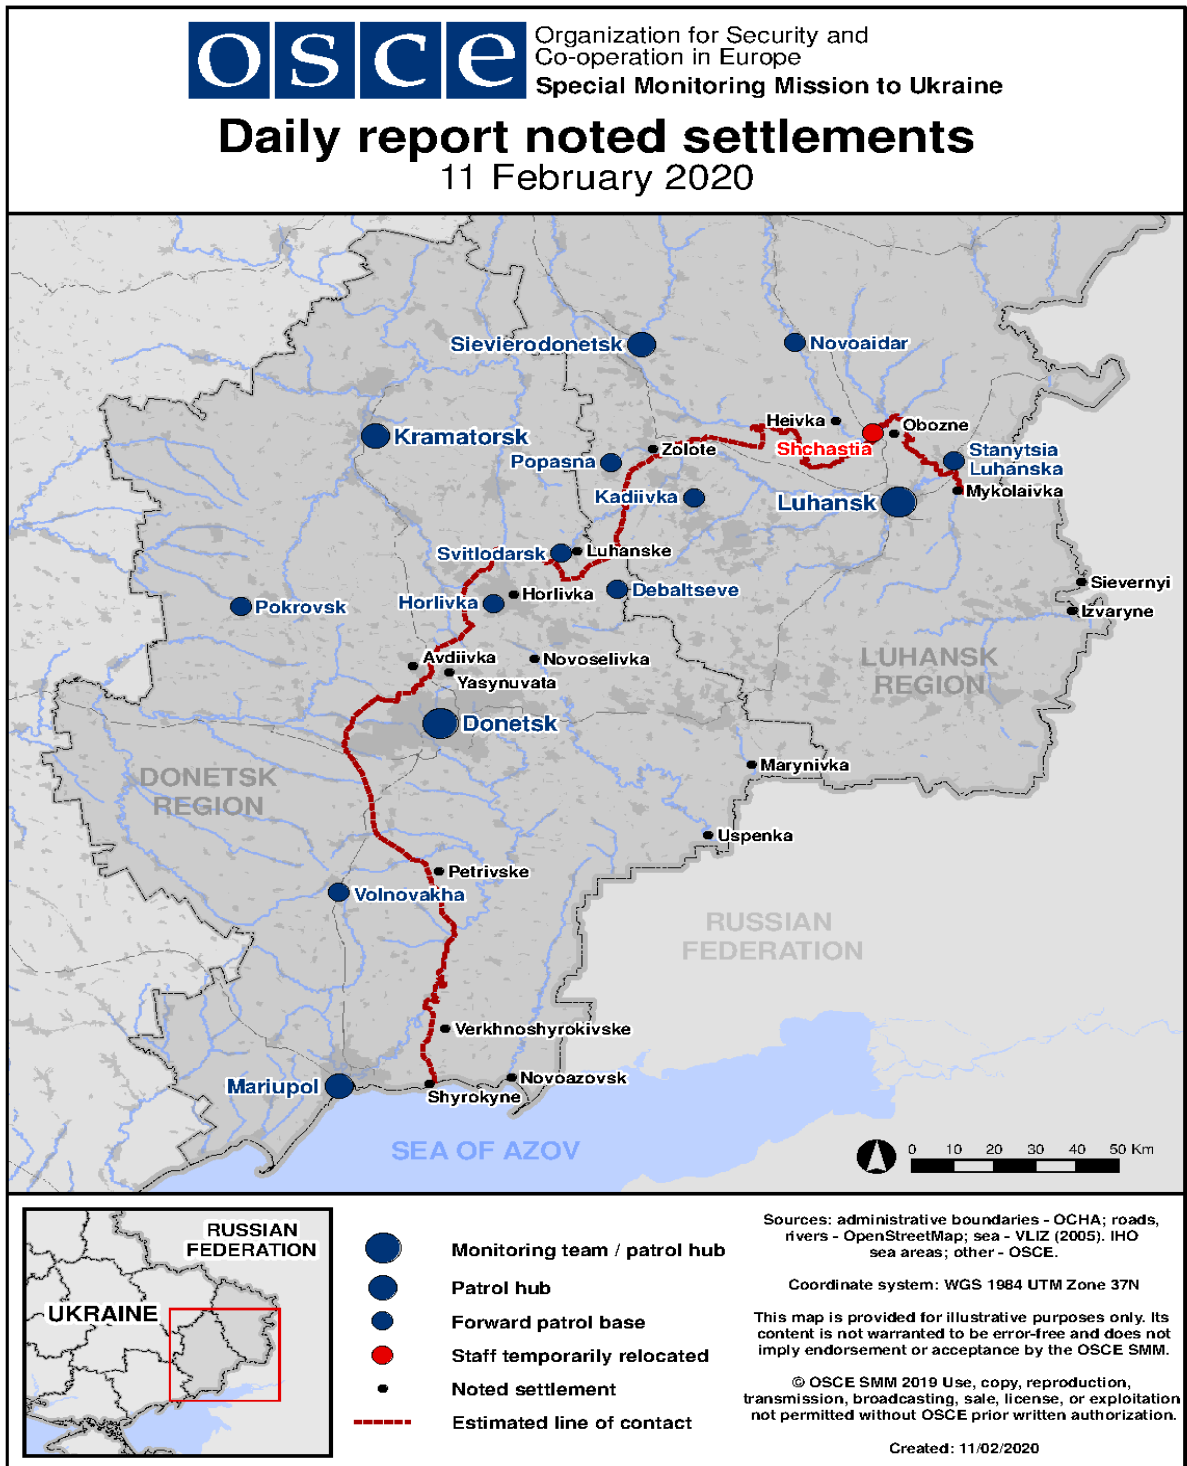 osce
Organization for Security and
Co-operation in Europe
Special Monitoring Mission to Ukraine
Daily report noted settlements
11 February 2020
Sievierodonetsk
Novoaidar
Heivka
Obozne
Kramatorsk
Shchastia
Zolote
Stanytsia
Luhanska
Popasna
Kadiivka
Luhansk
Mykolaivka
Svitlodarsk
Luhanske
Sievernyi
Debaltseve
Horlivka
Horlivka
Pokrovsk
Izvaryne
Avdiivka
Novoselivka
LUHANSK
REGION
Yasynuvata
Donetsk
DONETSK
REGION
Marynivka
Uspenka
Petrivske
Volnovakha
RUSSIAN
FEDERATION
Verkhnoshyrokivske
Mariupol
Novoazovsk
Shyrokyne
SEA OF AZOV
0 10 20 30 40 50 Km
RUSSIAN
FEDERATION
UKRAINE
Monitoring team / patrol hub
Patrol hub
Forward patrol base
Staff temporarily relocated
Noted settlement
Estimated line of contact
Sources: administrative boundaries - OCHA; roads,
rivers - OpenStreetMap; sea - VLIZ (2005). IHO
sea areas; other - OSCE.
Coordinate system: WGS 1984 UTM Zone 37N
This map is provided for illustrative purposes only. Its
content is not warranted to be error-free and does not
imply endorsement or acceptance by the OSCE SMM.
© OSCE SMM 2019 Use, copy, reproduction,
transmission, broadcasting, sale, license, or exploitation
not permitted without OSCE prior written authorization.
Created: 11/02/2020